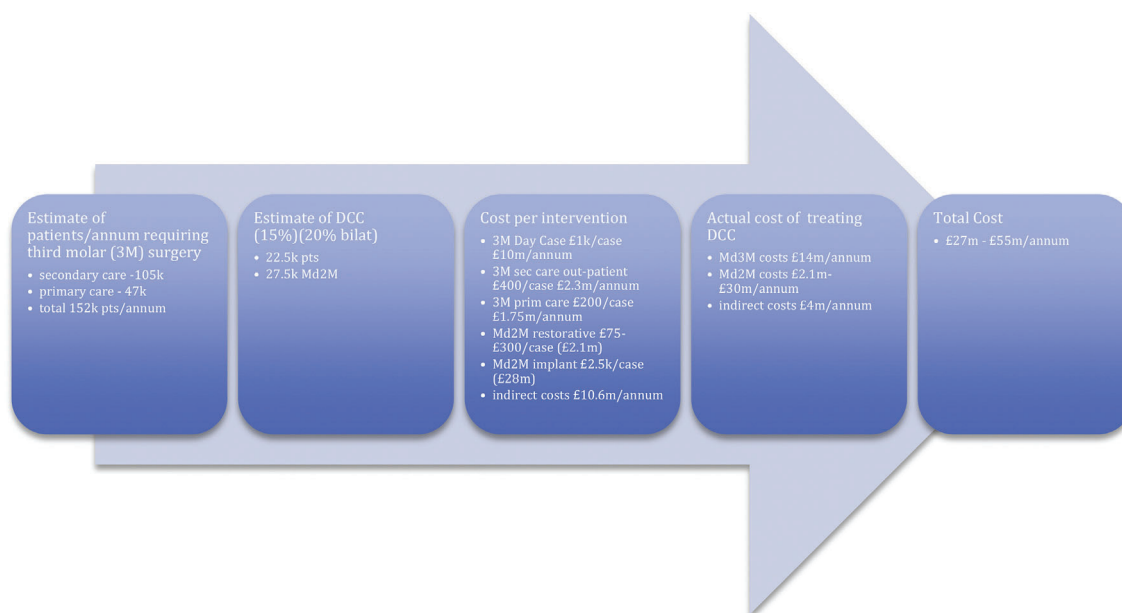 Estimate of
patients/annum requiring
third molar (3M) surgery
• secondary care -105k
• primary care - 47k
• total 152k pts/annum
Estimate of DCC
(15%)(20% bilat)
• 22.5k pts
• 27.5k Md2M
Cost per intervention
• 3M Day Case £1k/case
£10m/annum
• 3M sec care out-patient
£400/case £2.3m/annum
• 3M prim care £200/case
£1.75m/annum
• Md2M restorative £75-
£300/case (£2.1m)
• Md2M implant £2.5k/case
(£28m)
• indirect costs £10.6m/annum
Actual cost of treating
DCC
• Md3M costs £14m/annum
• Md2M costs £2.1m-
£30m/annum
• indirect costs £4m/annum
Total Cost
• £27m - £55m/annum